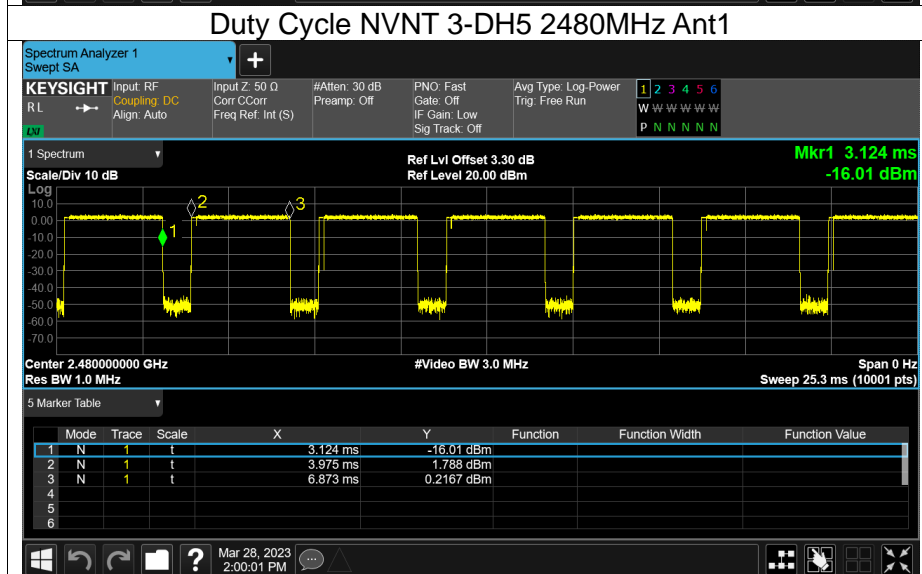 Duty Cycle NVNT 3-DH5 2480MHz Ant1
Spectrum Analyzer 1
Swept SA
+
KEYSIGHT Input: RF Input Z: 50 Ω #Atten: 30 dB PNO: Fast Avg Type: Log-Power 1 2 3 4 5 6
R L Coupling: DC Corr CCorr Preamp: Off Gate: Off Trig: Free Run W W W W W W
Align: Auto Freq Ref: Int (S) IF Gain: Low
LXI Sig Track: Off P N N N N N
1 Spectrum Ref Lvl Offset 3.30 dB Mkr1 3.124 ms
Scale/Div 10 dB Ref Level 20.00 dBm -16.01 dBm
Log
10.0
0.00
-10.0
-20.0
-30.0
-40.0
-50.0
-60.0
-70.0
1
2
3
Center 2.480000000 GHz #Video BW 3.0 MHz Span 0 Hz
Res BW 1.0 MHz Sweep 25.3 ms (10001 pts)
5 Marker Table
Mode Trace Scale X Y Function Function Width Function Value
1 N 1 t 3.124 ms -16.01 dBm
2 N 1 t 3.975 ms 1.788 dBm
3 N 1 t 6.873 ms 0.2167 dBm
4
5
6
? Mar 28, 2023
2:00:01 PM